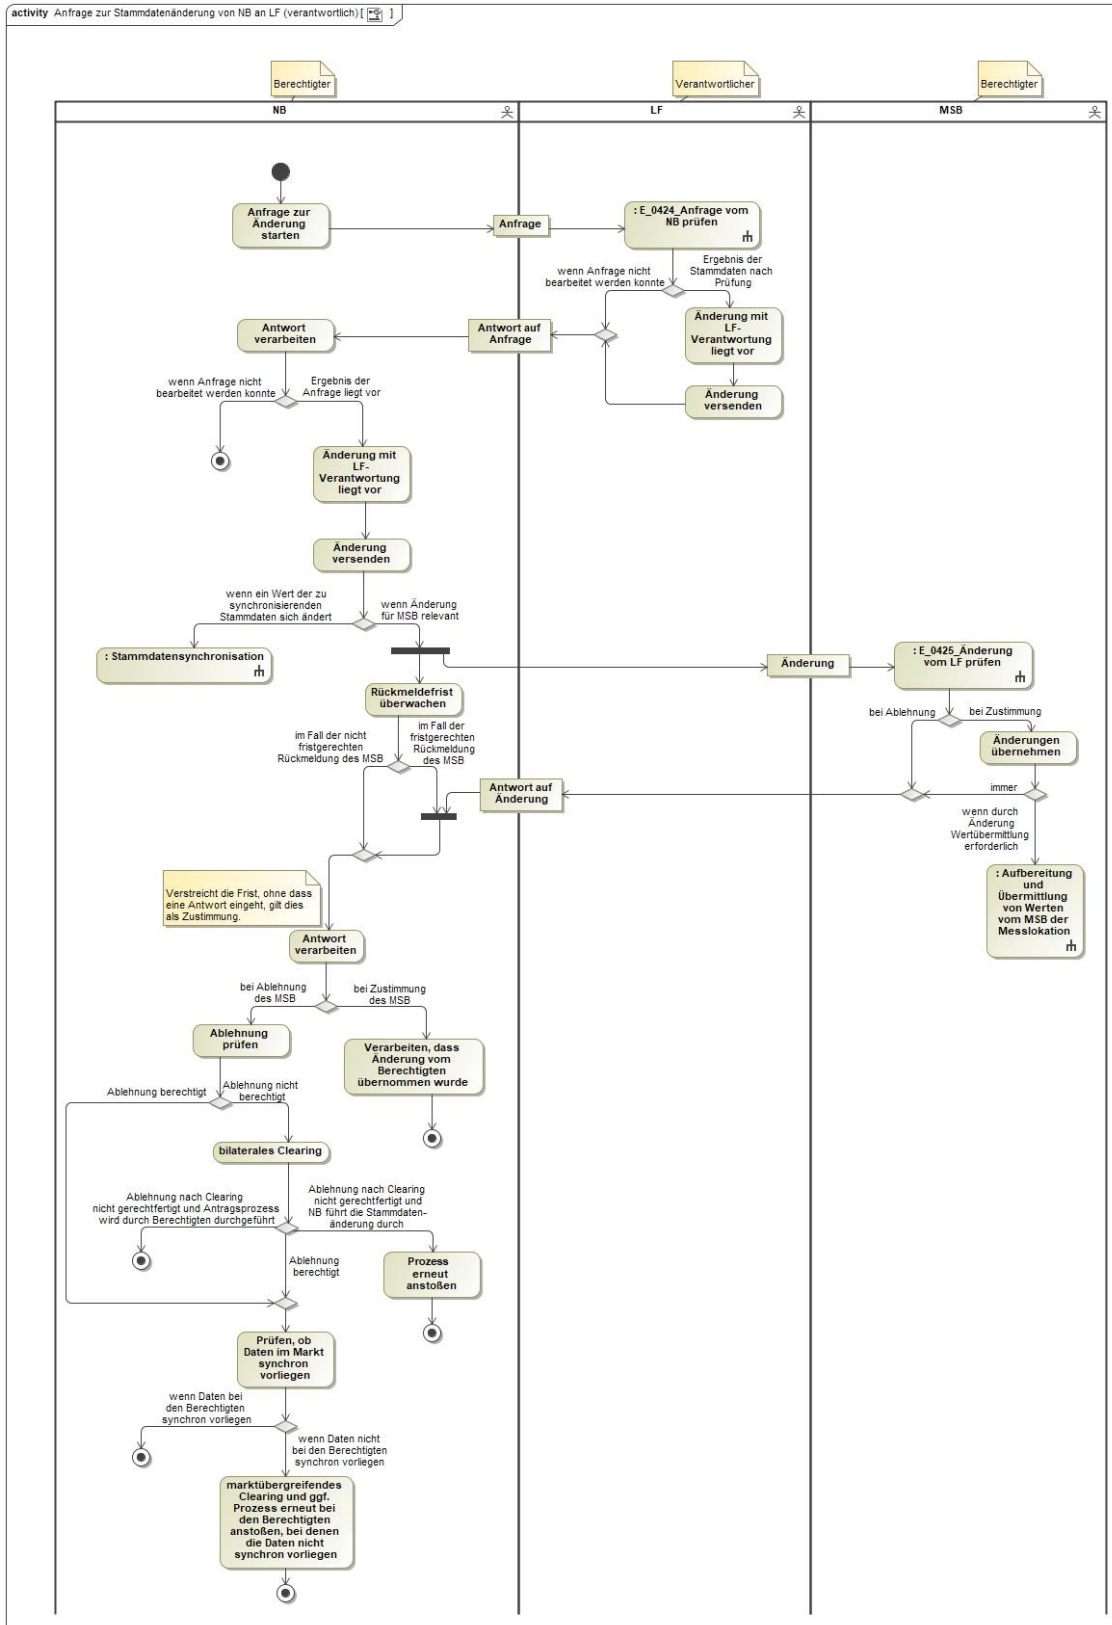 activity Anfrage zur Stammdatenänderung von NB an LF (verantwortlich) [ ]
Berechtigter
Verantwortlicher
Berechtigter
NB
LF
MSB
Anfrage zur
Änderung
starten
Anfrage
: E_0424_Anfrage vom
NB prüfen
wenn Anfrage nicht
bearbeitet werden konnte
Ergebnis der
Stammdaten nach
Prüfung
Änderung mit
LF-
Verantwortung
liegt vor
Änderung
versenden
Antwort auf
Anfrage
Antwort
verarbeiten
wenn Anfrage nicht
bearbeitet werden konnte
Ergebnis der
Anfrage liegt vor
Änderung mit
LF-
Verantwortung
liegt vor
Änderung
versenden
wenn ein Wert der zu
synchronisierenden
Stammdaten sich ändert
wenn Änderung
für MSB relevant
: Stammdatensynchronisation
Änderung
: E_0425_Änderung
vom LF prüfen
Rückmeldefrist
überwachen
bei Ablehnung
bei Zustimmung
Änderungen
übernehmen
im Fall der nicht
fristgerechten
Rückmeldung des MSB
im Fall der
fristgerechten
Rückmeldung
des MSB
Antwort auf
Änderung
immer
wenn durch
Änderung
Wertübermittlung
erforderlich
: Aufbereitung
und
Übermittlung
von Werten
vom MSB der
Messlokation
Verstreicht die Frist, ohne dass
eine Antwort eingeht, gilt dies
als Zustimmung.
Antwort
verarbeiten
bei Ablehnung
des MSB
bei Zustimmung
des MSB
Ablehnung
prüfen
Verarbeiten, dass
Änderung vom
Berechtigten
übernommen wurde
Ablehnung berechtigt
Ablehnung nicht
berechtigt
bilaterales Clearing
Ablehnung nach Clearing
nicht gerechtfertigt und Antragsprozess
wird durch Berechtigten durchgeführt
Ablehnung nach Clearing
nicht gerechtfertigt und
NB führt die Stammdaten-
änderung durch
Ablehnung
berechtigt
Prozess
erneut
anstoßen
Prüfen, ob
Daten im Markt
synchron
vorliegen
wenn Daten bei
den Berechtigten
synchron vorliegen
wenn Daten nicht
bei den Berechtigten
synchron vorliegen
marktübergreifendes
Clearing und ggf.
Prozess erneut bei
den Berechtigten
anstoßen, bei denen
die Daten nicht
synchron vorliegen